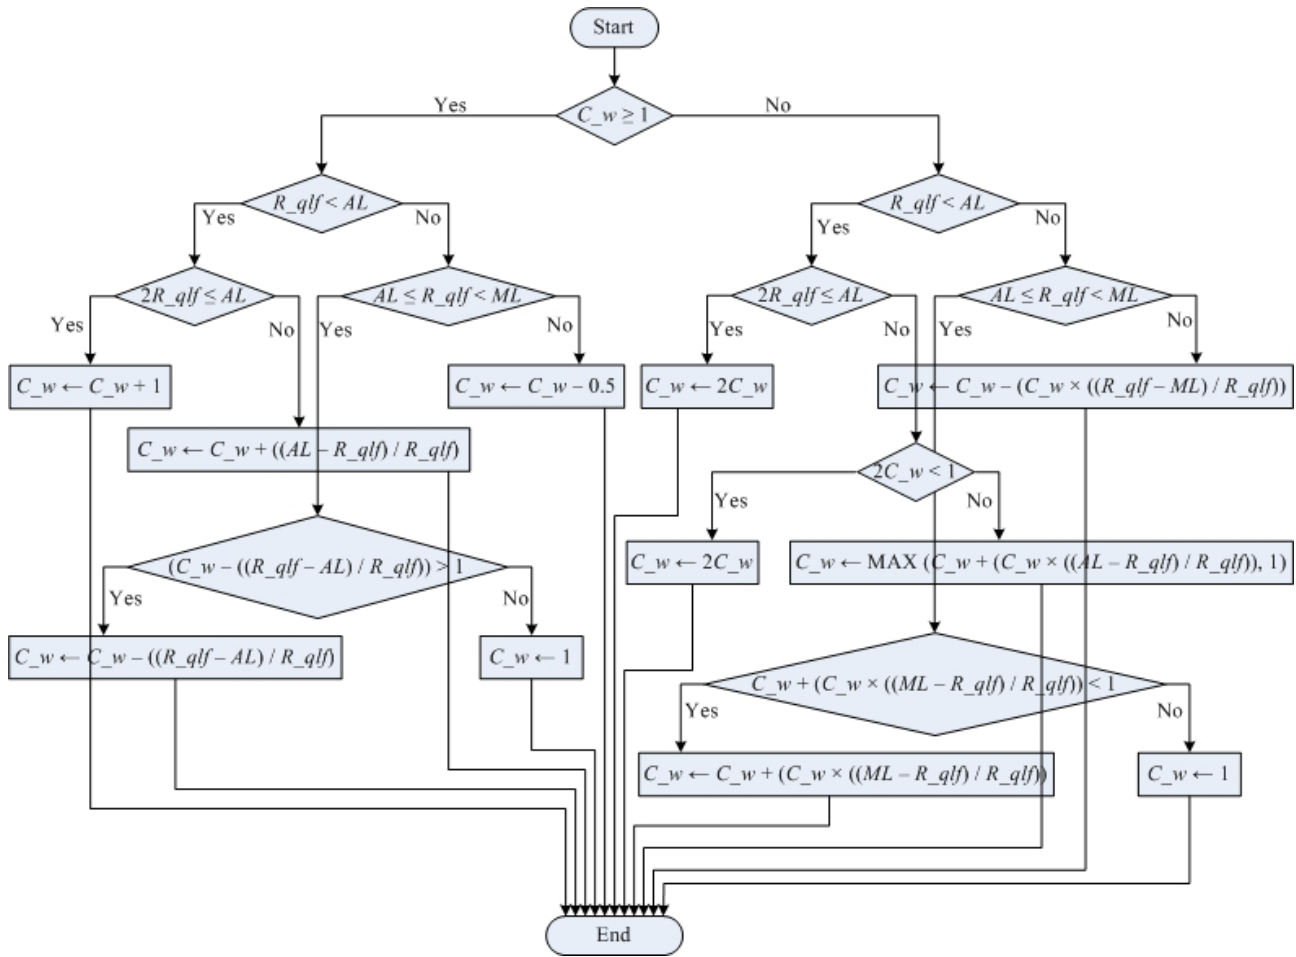 Start
Yes
No
C_w ≥ 1
R_qlf < AL
R_qlf < AL
Yes
No
Yes
No
2R_qlf ≤ AL
AL ≤ R_qlf < ML
2R_qlf ≤ AL
AL ≤ R_qlf < ML
Yes
No
Yes
No
Yes
No
Yes
No
C_w ← C_w + 1
C_w ← C_w – 0.5
C_w ← 2C_w
C_w ← C_w – (C_w × ((R_qlf – ML) / R_qlf))
C_w ← C_w + ((AL – R_qlf) / R_qlf)
2C_w < 1
Yes
No
(C_w – ((R_qlf – AL) / R_qlf)) > 1
C_w ← 2C_w
C_w ← MAX (C_w + (C_w × ((AL – R_qlf) / R_qlf)), 1)
Yes
No
C_w ← C_w – ((R_qlf – AL) / R_qlf)
C_w ← 1
C_w + (C_w × ((ML – R_qlf) / R_qlf)) < 1
Yes
No
C_w ← C_w + (C_w × ((ML – R_qlf) / R_qlf))
C_w ← 1
End